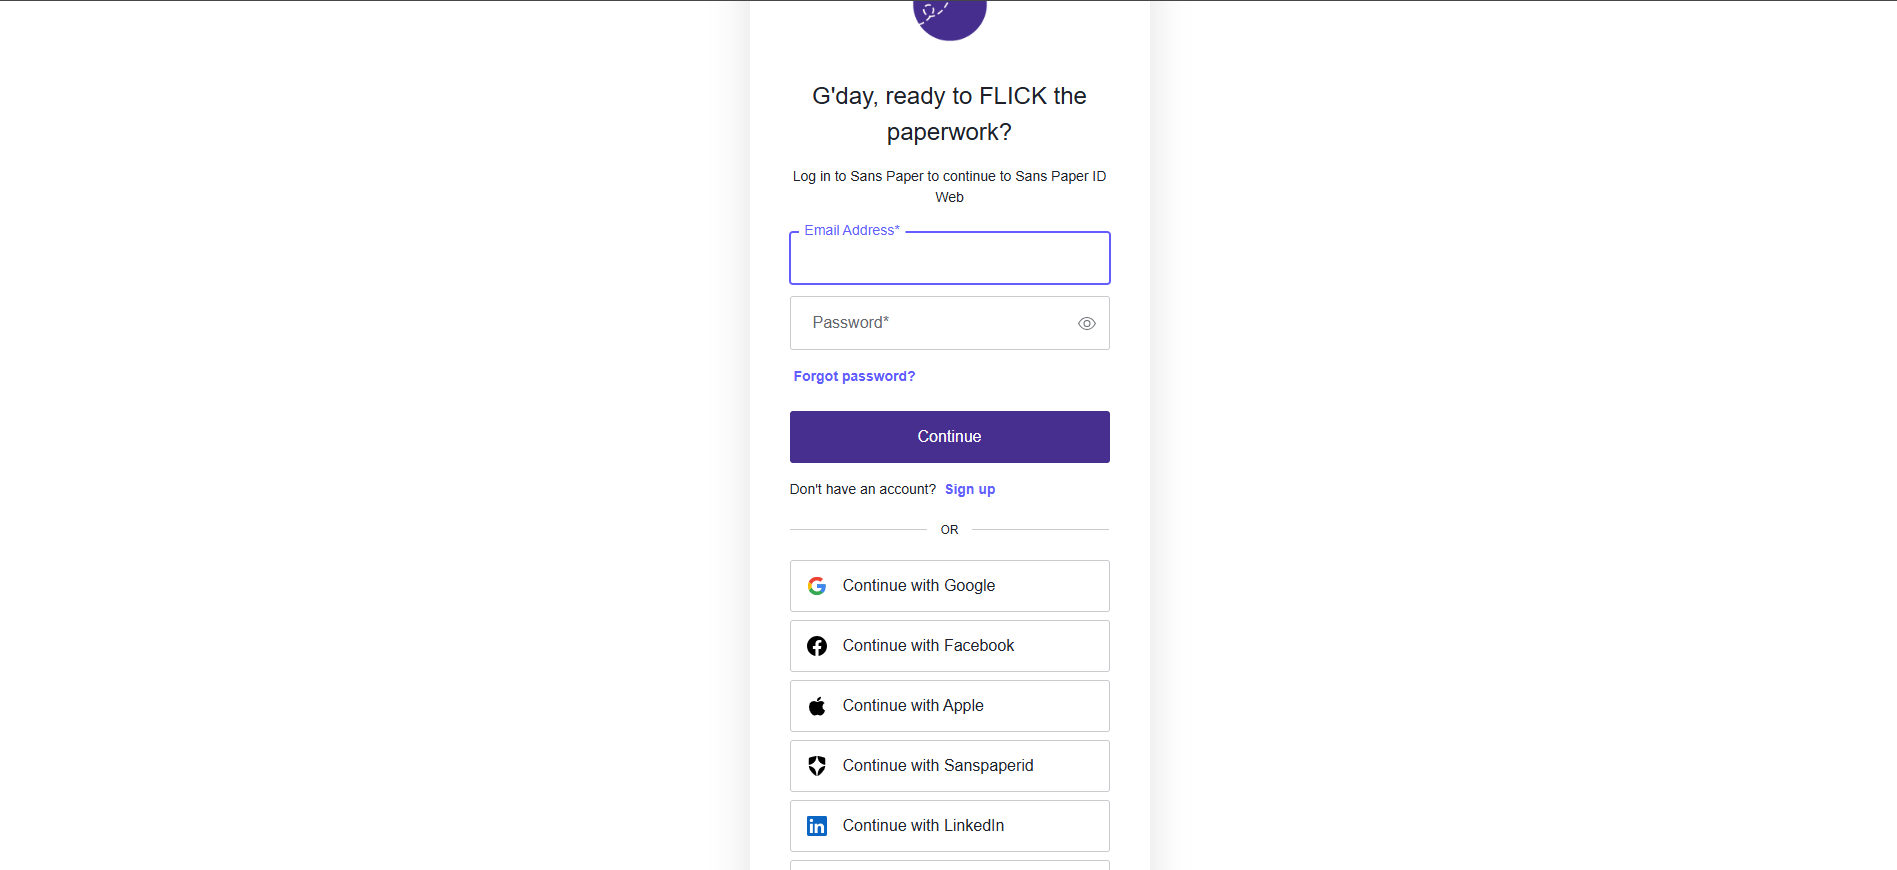 G'day, ready to FLICK the
paperwork?
Log in to Sans Paper to continue to Sans Paper ID
Web
Email Address*
Password*
Forgot password?
Continue
Don't have an account? Sign up
OR
Continue with Google
Continue with Facebook
Continue with Apple
Continue with Sanspaperid
Continue with LinkedIn